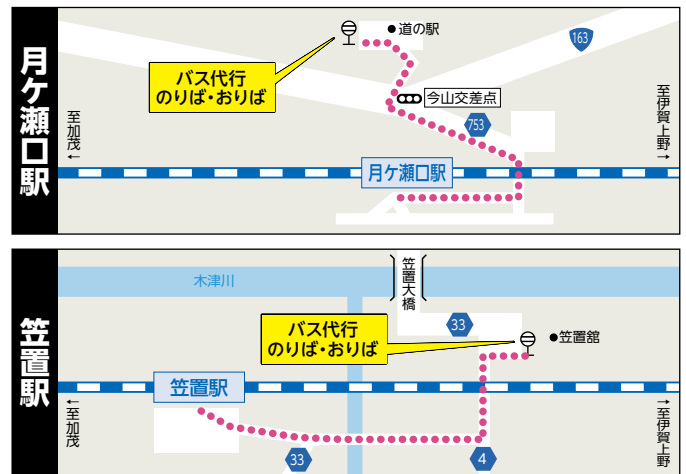 月ケ瀬口駅
道の駅
163
バス代行
のりば・おりば
今山交差点
753
至加茂
至伊賀上野
月ケ瀬口駅
笠置駅
木津川
笠置大橋
33
バス代行
のりば・おりば
笠置舘
笠置駅
至加茂
至伊賀上野
33
4